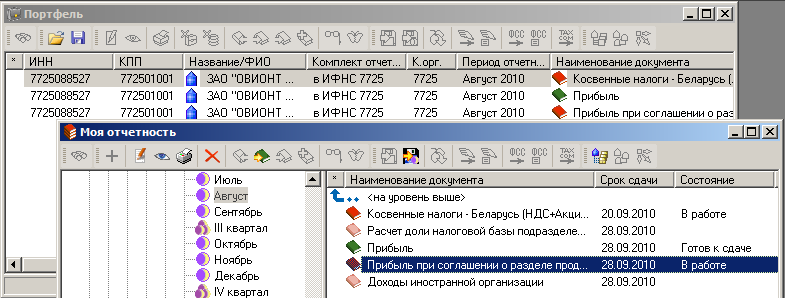 Портфель
× ИНН КПП Название/ФИО Комплект отчет... К.орг. Период отчетн... Наименование документа
7725088527 772501001 ЗАО "ОВИОНТ ... в ИФНС 7725 7725 Август 2010 Косвенные налоги - Беларусь (.
7725088527 772501001 ЗАО "ОВИОНТ ... в ИФНС 7725 7725 Август 2010 Прибыль
7725088527 772501001 ЗАО "ОВИОНТ ... в ИФНС 7725 7725 Август 2010 Прибыль при соглашении о раз
Моя отчетность
Июль
Август
Сентябрь
III квартал
Октябрь
Ноябрь
Декабрь
IV квартал
× Наименование документа Срок сдачи Состояние
<на уровень выше>
Косвенные налоги - Беларусь (НДС+Акци... 20.09.2010 В работе
Расчет доли налоговой базы подразделе... 28.09.2010
Прибыль 28.09.2010 Готов к сдаче
Прибыль при соглашении о разделе прод... 28.09.2010 В работе
Доходы иностранной организации 28.09.2010